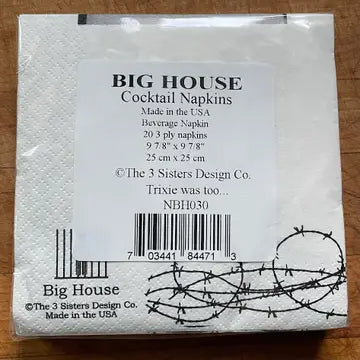 BIG HOUSE
Cocktail Napkins
Made in the USA
Beverage Napkin
20 3 ply napkins
9 7/8" x 9 7/8"
25 cm x 25 cm
©The 3 Sisters Design Co.
Trixie was too...
NBH030
7 03441 84471 3
Big House
©The 3 Sisters Design Co.
Made in the USA